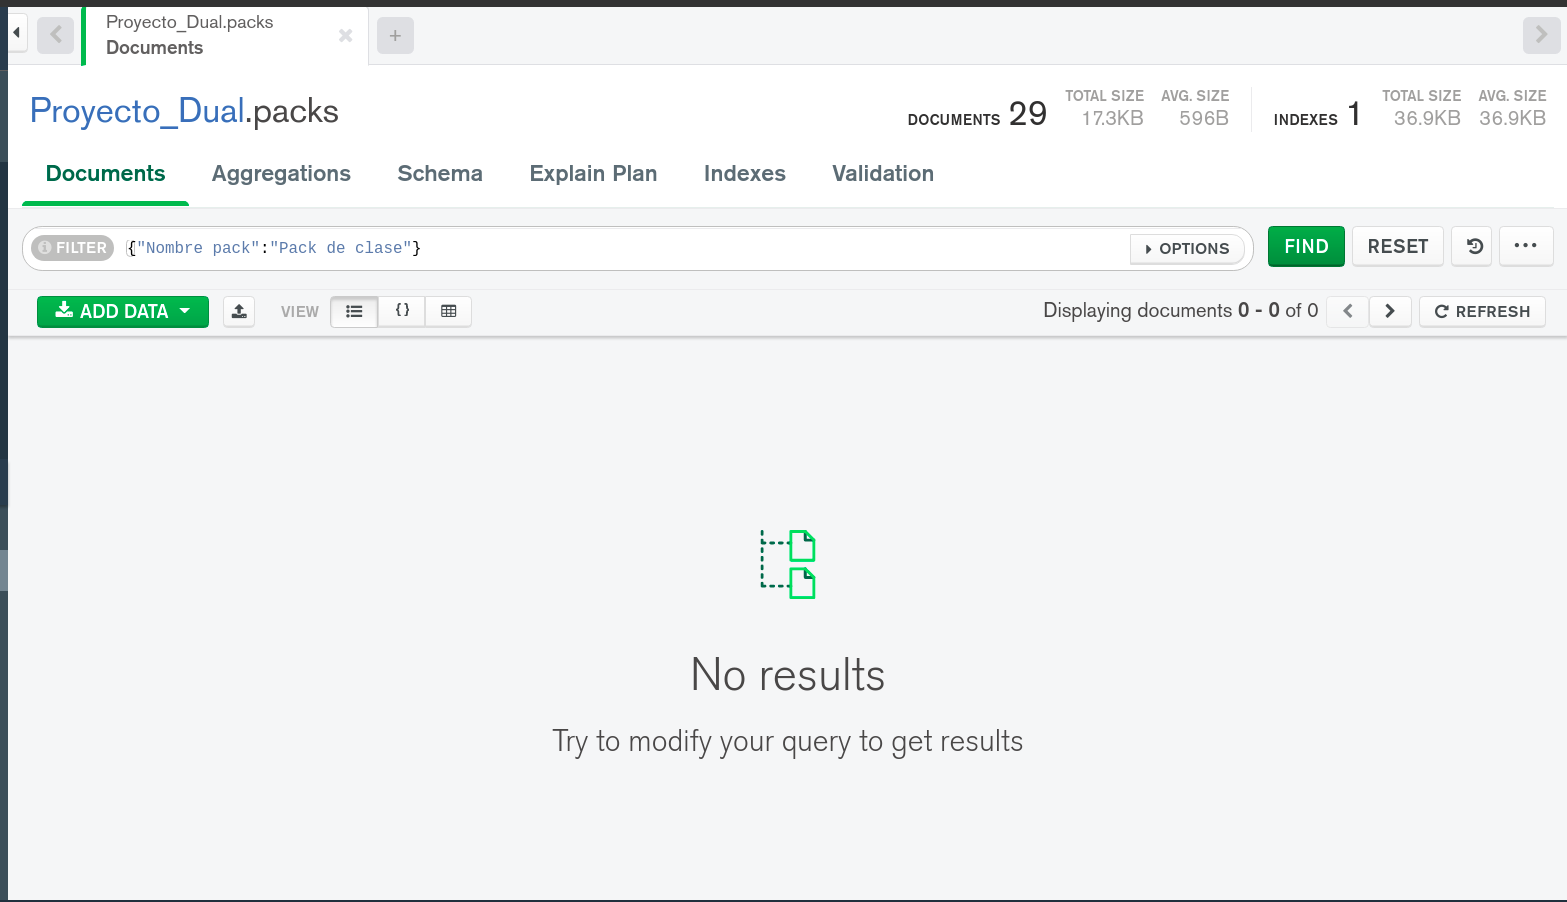 Proyecto_Dual.packs
Documents
Proyecto_Dual.packs
DOCUMENTS 29
TOTAL SIZE
17.3KB
AVG. SIZE
596B
INDEXES 1
TOTAL SIZE
36.9KB
AVG. SIZE
36.9KB
Documents Aggregations Schema Explain Plan Indexes Validation
FILTER {"Nombre pack":"Pack de clase"} OPTIONS FIND RESET
ADD DATA VIEW { } Displaying documents 0 - 0 of 0 REFRESH
No results
Try to modify your query to get results